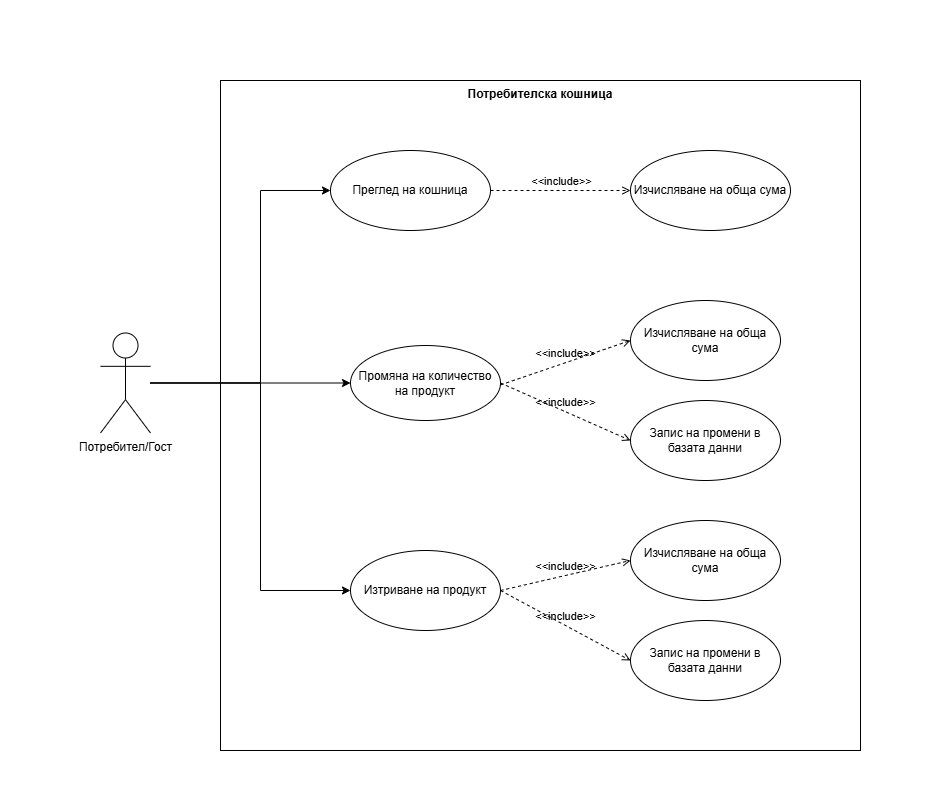 Потребителска кошница
Преглед на кошница
<<include>>
Изчисляване на обща сума
Потребител/Гост
Промяна на количество
на продукт
<<include>>
Изчисляване на обща
сума
<<include>>
Запис на промени в
базата данни
Изтриване на продукт
<<include>>
Изчисляване на обща
сума
<<include>>
Запис на промени в
базата данни